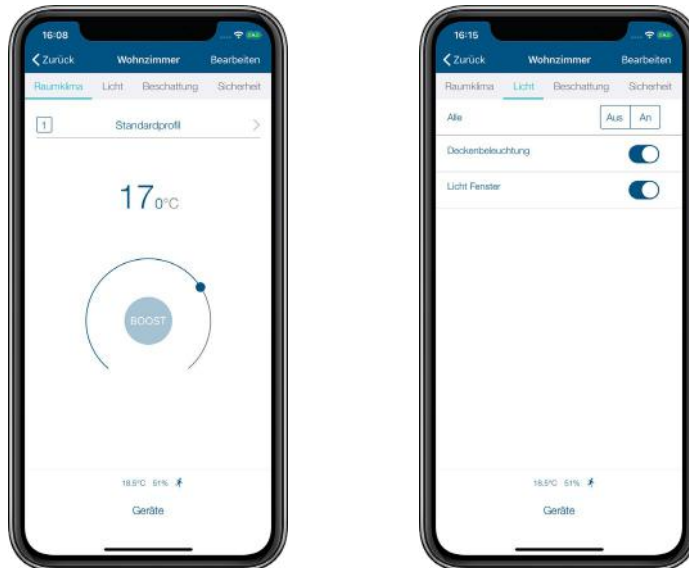 16:08
Zurück Wohnzimmer Bearbeiten
Raumklima Licht Beschattung Sicherheit
1 Standardprofil
17 0°C
BOOST
18.5°C 51%
Geräte
16:15
Zurück Wohnzimmer Bearbeiten
Raumklima Licht Beschattung Sicherheit
Alle Aus An
Deckenbeleuchtung
Licht Fenster
18.5°C 51%
Geräte